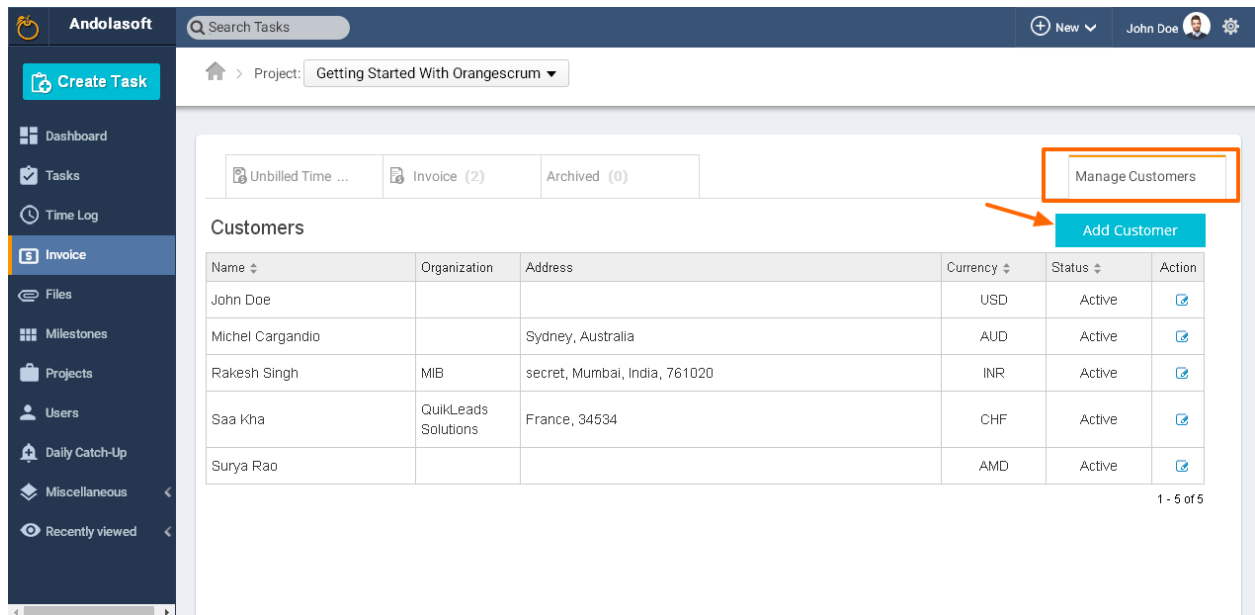 Andolasoft
Search Tasks
New
John Doe
Create Task
> Project: Getting Started With Orangescrum
Dashboard
Tasks
Time Log
Invoice
Files
Milestones
Projects
Users
Daily Catch-Up
Miscellaneous
Recently viewed
Unbilled Time ... Invoice (2) Archived (0) Manage Customers
Customers
Add Customer
Name Organization Address Currency Status Action
John Doe USD Active
Michel Cargandio Sydney, Australia AUD Active
Rakesh Singh MIB secret, Mumbai, India, 761020 INR Active
Saa Kha QuikLeads Solutions France, 34534 CHF Active
Surya Rao AMD Active
1 - 5 of 5